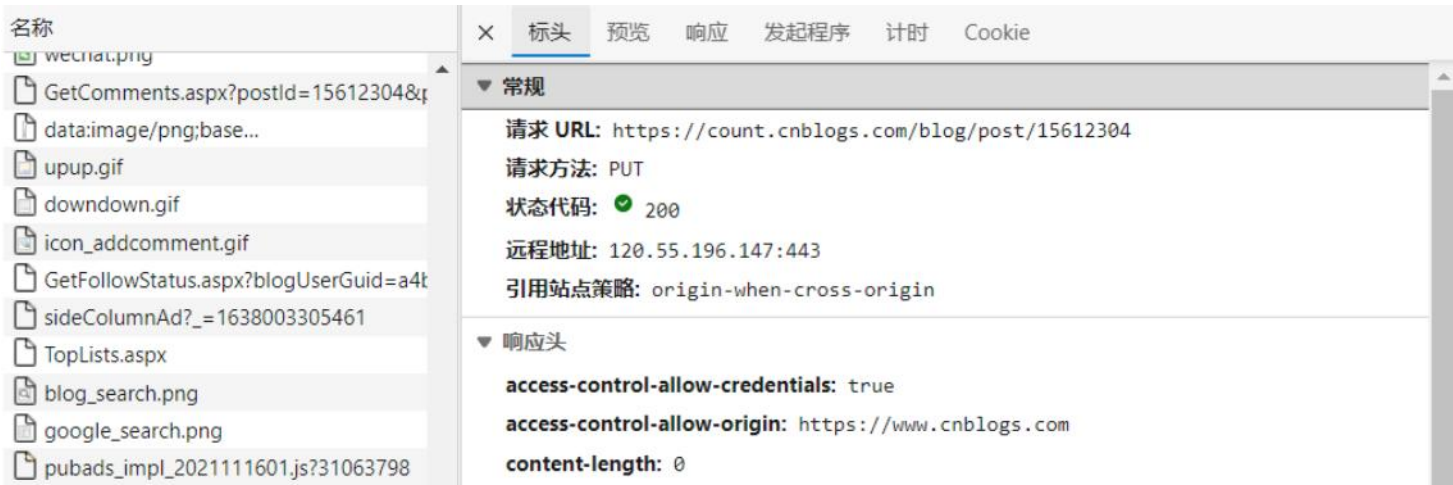 名称
wechat.png
GetComments.aspx?postId=15612304&p
data:image/png;base...
upup.gif
downdown.gif
icon_addcomment.gif
GetFollowStatus.aspx?blogUserGuid=a4b
sideColumnAd?_=1638003305461
TopLists.aspx
blog_search.png
google_search.png
pubads_impl_2021111601.js?31063798
标头 预览 响应 发起程序 计时 Cookie
常规
请求 URL: https://count.cnblogs.com/blog/post/15612304
请求方法: PUT
状态代码: 200
远程地址: 120.55.196.147:443
引用站点策略: origin-when-cross-origin
响应头
access-control-allow-credentials: true
access-control-allow-origin: https://www.cnblogs.com
content-length: 0